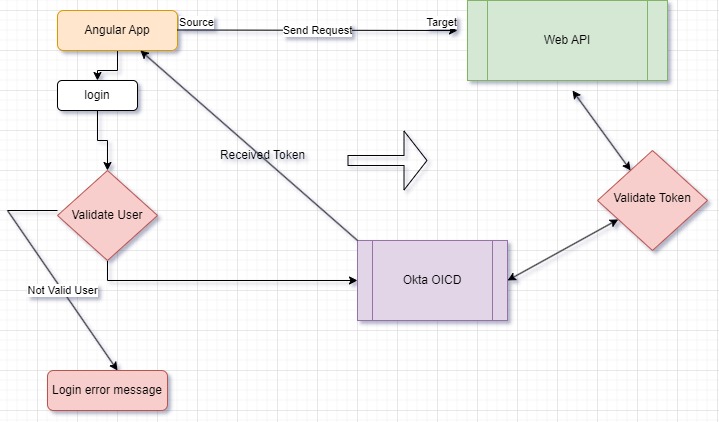 Angular App
Source
Send Request
Target
Web API
login
Received Token
Validate User
Validate Token
Okta OICD
Not Valid User
Login error message